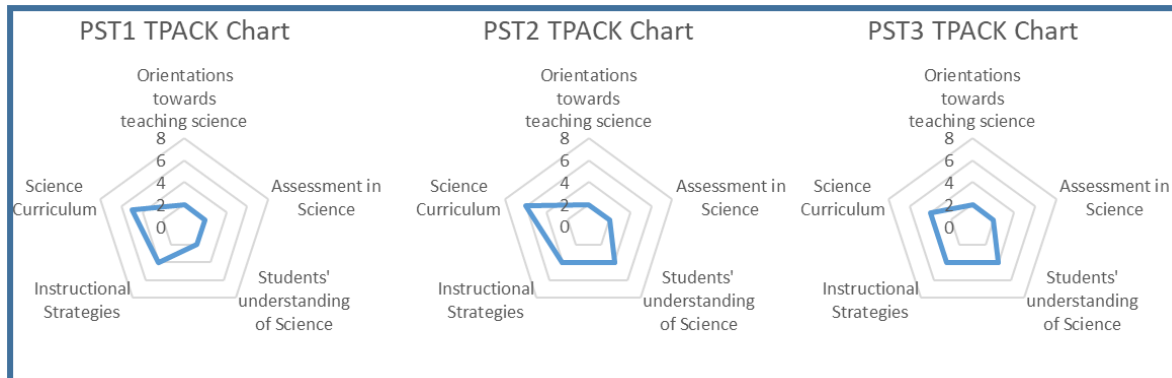 PST1 TPACK Chart
Orientations
towards
teaching science
8
6
4
2
0
Assessment in
Science
Students'
understanding
of Science
Instructional
Strategies
Science
Curriculum
PST2 TPACK Chart
Orientations
towards
teaching science
8
6
4
2
0
Assessment in
Science
Students'
understanding
of Science
Instructional
Strategies
Science
Curriculum
PST3 TPACK Chart
Orientations
towards
teaching science
8
6
4
2
0
Assessment in
Science
Students'
understanding
of Science
Instructional
Strategies
Science
Curriculum